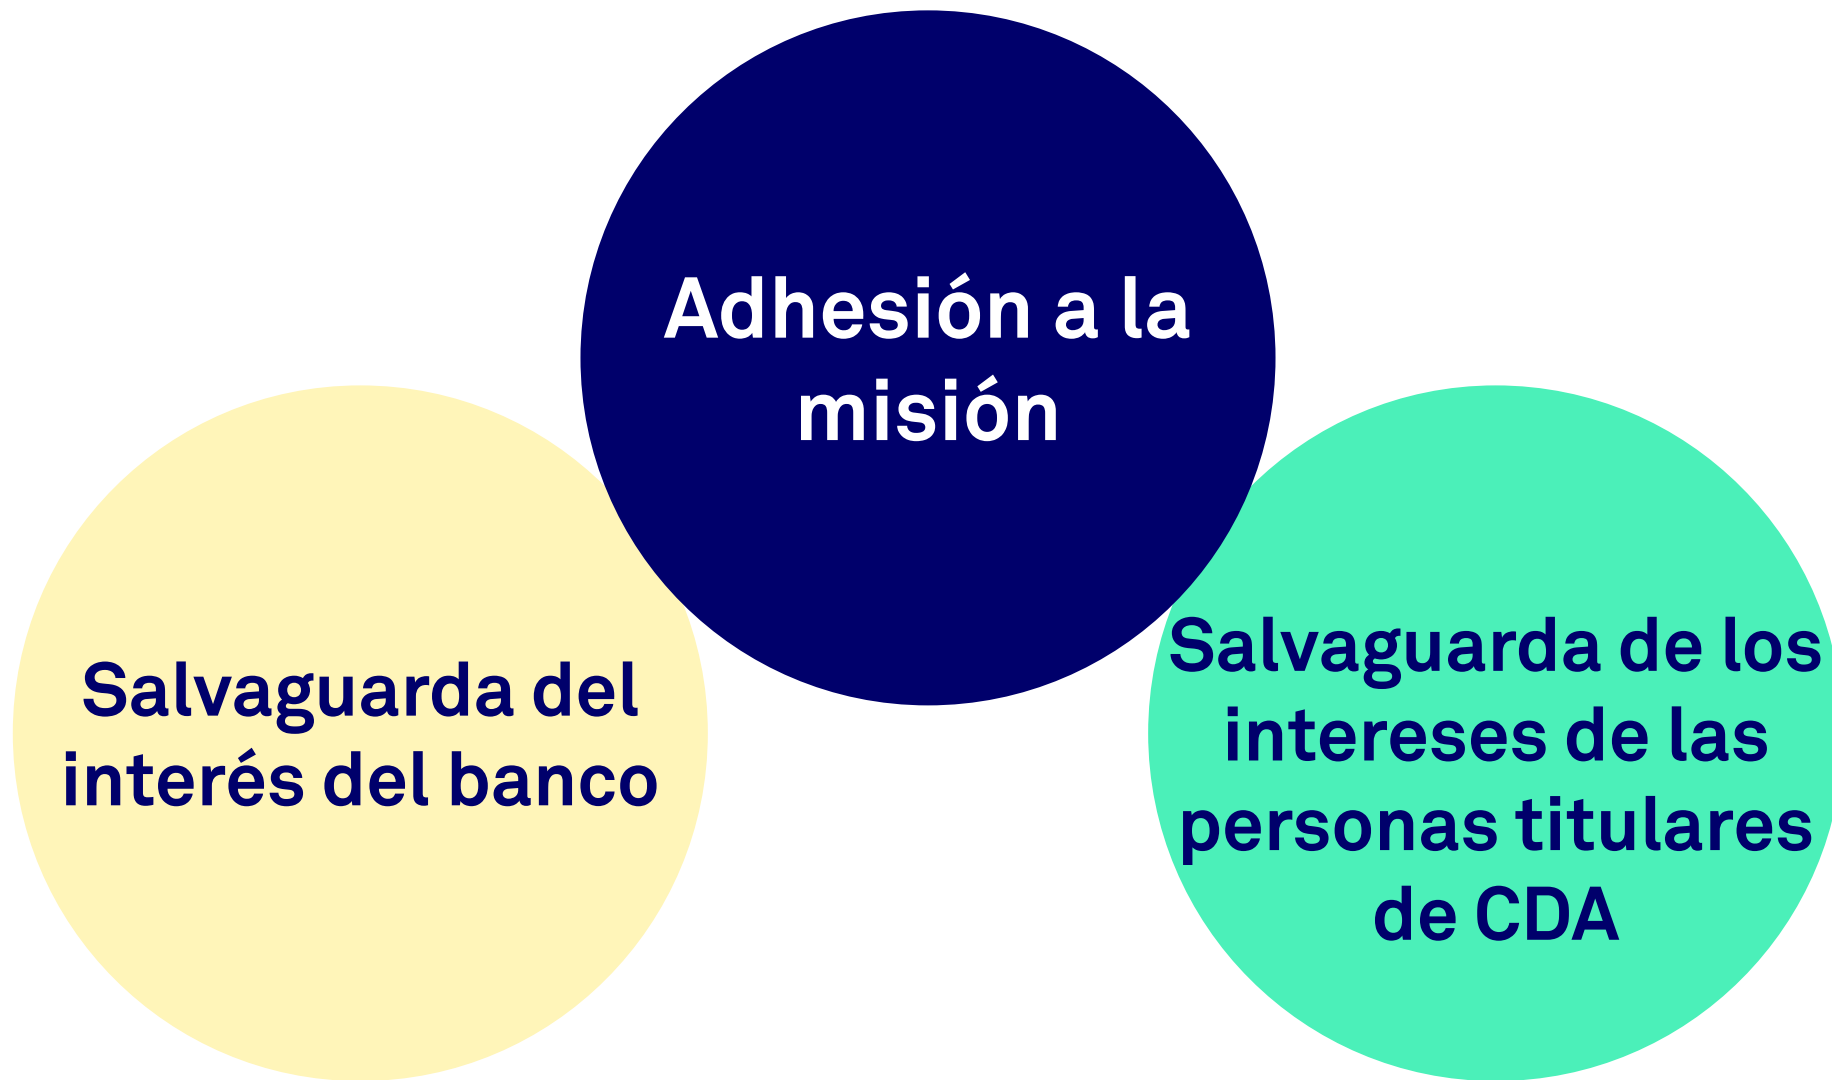 Adhesión a la
misión
Salvaguarda del
interés del banco
Salvaguarda de los
intereses de las
personas titulares
de CDA